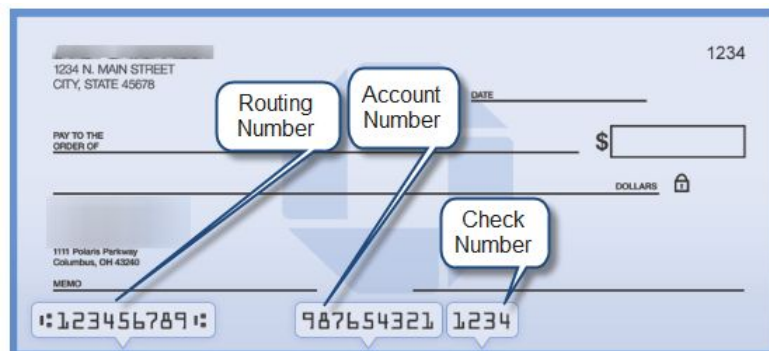 1234
1234 N. MAIN STREET
CITY, STATE 45678
Routing
Number
Account
Number
DATE
PAY TO THE
ORDER OF
$
DOLLARS
Check
Number
1111 Polaris Parkway
Columbus, OH 43240
MEMO
⑆123456789⑆ 987654321 1234